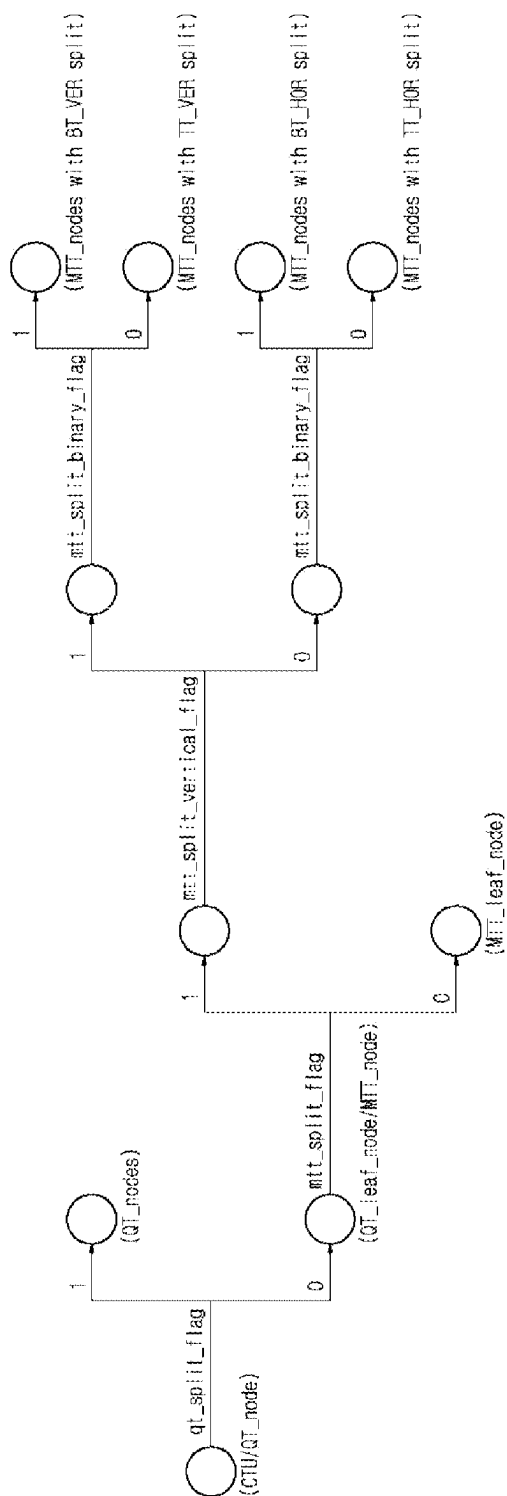 (CTU/QT_node)
qt_split_flag
1
(QT_nodes)
0
(QT_leaf_node/MTT_node)
mtt_split_flag
1
0
(MTT_leaf_node)
mtt_split_vertical_flag
1
mtt_split_binary_flag
1
(MTT_nodes with BT_VER split)
0
(MTT_nodes with TT_VER split)
0
mtt_split_binary_flag
1
(MTT_nodes with BT_HOR split)
0
(MTT_nodes with TT_HOR split)